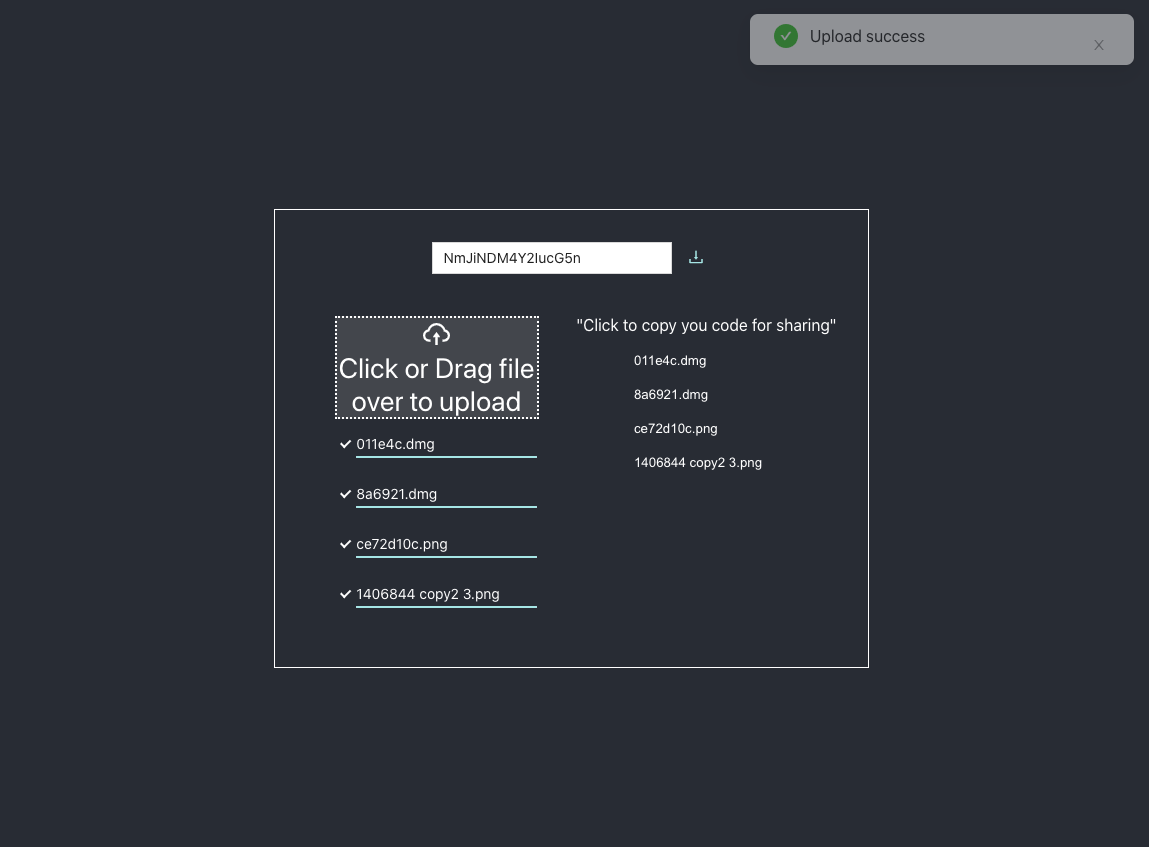 Upload success
NmJiNDM4Y2IucG5n
Click or Drag file
over to upload
011e4c.dmg
8a6921.dmg
ce72d10c.png
1406844 copy2 3.png
"Click to copy you code for sharing"
011e4c.dmg
8a6921.dmg
ce72d10c.png
1406844 copy2 3.png